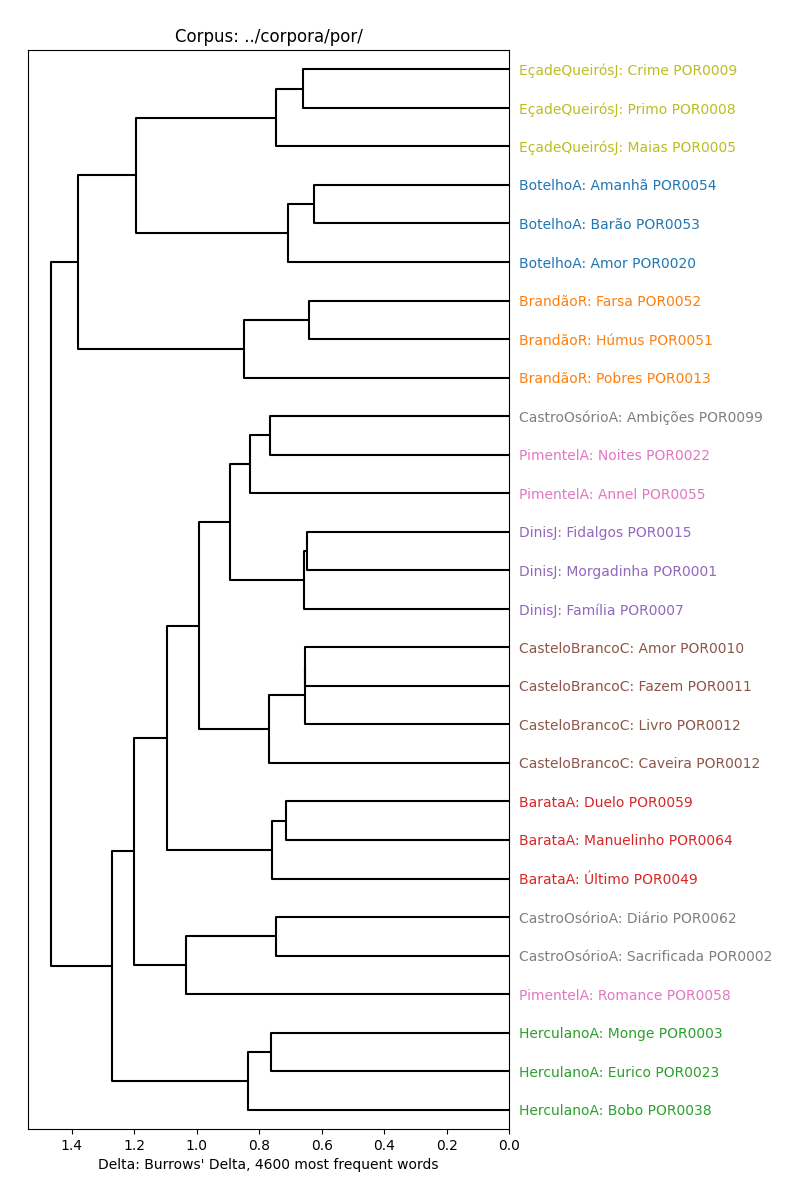 Corpus: ../corpora/por/
EçadeQueirósJ: Crime POR0009
EçadeQueirósJ: Primo POR0008
EçadeQueirósJ: Maias POR0005
BotelhoA: Amanhã POR0054
BotelhoA: Barão POR0053
BotelhoA: Amor POR0020
BrandãoR: Farsa POR0052
BrandãoR: Húmus POR0051
BrandãoR: Pobres POR0013
CastroOsórioA: Ambições POR0099
PimentelA: Noites POR0022
PimentelA: Annel POR0055
DinisJ: Fidalgos POR0015
DinisJ: Morgadinha POR0001
DinisJ: Família POR0007
CasteloBrancoC: Amor POR0010
CasteloBrancoC: Fazem POR0011
CasteloBrancoC: Livro POR0012
CasteloBrancoC: Caveira POR0012
BarataA: Duelo POR0059
BarataA: Manuelinho POR0064
BarataA: Último POR0049
CastroOsórioA: Diário POR0062
CastroOsórioA: Sacrificada POR0002
PimentelA: Romance POR0058
HerculanoA: Monge POR0003
HerculanoA: Eurico POR0023
HerculanoA: Bobo POR0038
1.4 1.2 1.0 0.8 0.6 0.4 0.2 0.0
Delta: Burrows' Delta, 4600 most frequent words